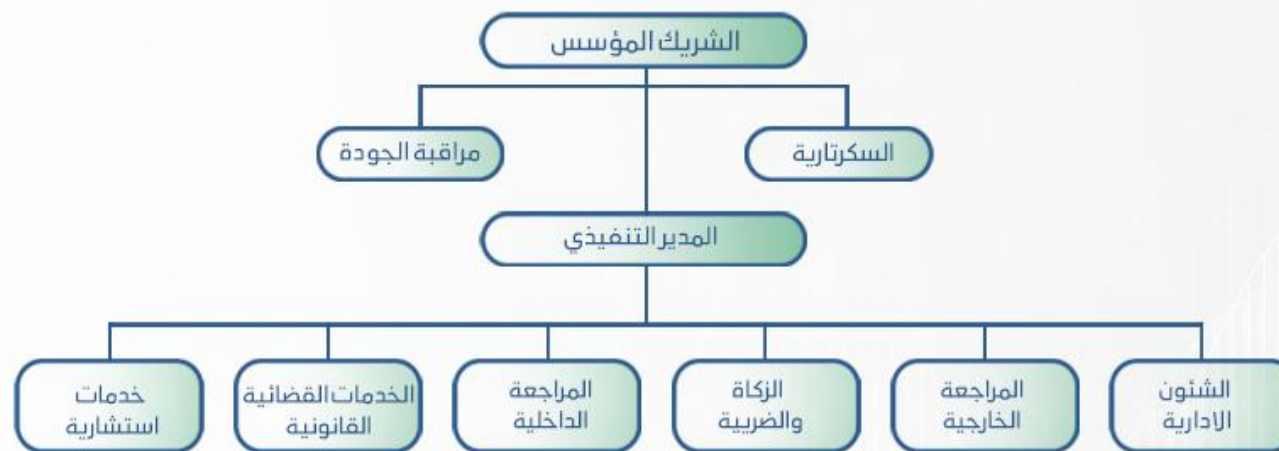 الشريك المؤسس
السكرتارية
مراقبة الجودة
المدير التنفيذي
الشئون
الادارية
المراجعة
الخارجية
الزكاة
والضريبة
المراجعة
الداخلية
الخدمات القضائية
القانونية
خدمات
استشارية